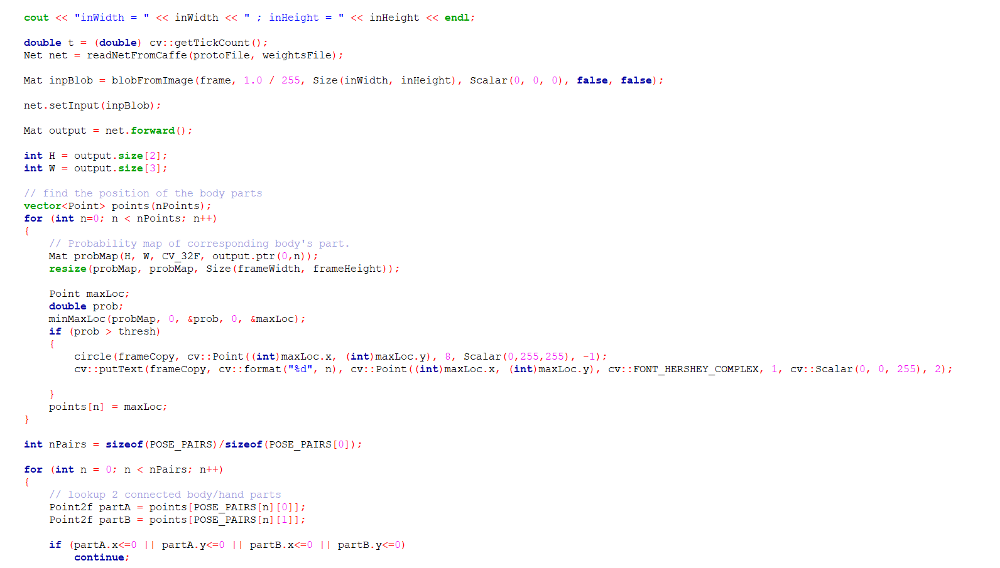 cout << "inWidth = " << inWidth << " ; inHeight = " << inHeight << endl;
double t = (double) cv::getTickCount();
Net net = readNetFromCaffe(protoFile, weightsFile);
Mat inpBlob = blobFromImage(frame, 1.0 / 255, Size(inWidth, inHeight), Scalar(0, 0, 0), false, false);
net.setInput(inpBlob);
Mat output = net.forward();
int H = output.size[2];
int W = output.size[3];
// find the position of the body parts
vector<Point> points(nPoints);
for (int n=0; n < nPoints; n++)
{
    // Probability map of corresponding body's part.
    Mat probMap(H, W, CV_32F, output.ptr(0,n));
    resize(probMap, probMap, Size(frameWidth, frameHeight));
    Point maxLoc;
    double prob;
    minMaxLoc(probMap, 0, &prob, 0, &maxLoc);
    if (prob > thresh)
    {
        circle(frameCopy, cv::Point((int)maxLoc.x, (int)maxLoc.y), 8, Scalar(0,255,255), -1);
        cv::putText(frameCopy, cv::format("%d", n), cv::Point((int)maxLoc.x, (int)maxLoc.y), cv::FONT_HERSHEY_COMPLEX, 1, cv::Scalar(0, 0, 255), 2);
    }
    points[n] = maxLoc;
}
int nPairs = sizeof(POSE_PAIRS)/sizeof(POSE_PAIRS[0]);
for (int n = 0; n < nPairs; n++)
{
    // lookup 2 connected body/hand parts
    Point2f partA = points[POSE_PAIRS[n][0]];
    Point2f partB = points[POSE_PAIRS[n][1]];
    if (partA.x<=0 || partA.y<=0 || partB.x<=0 || partB.y<=0)
        continue;